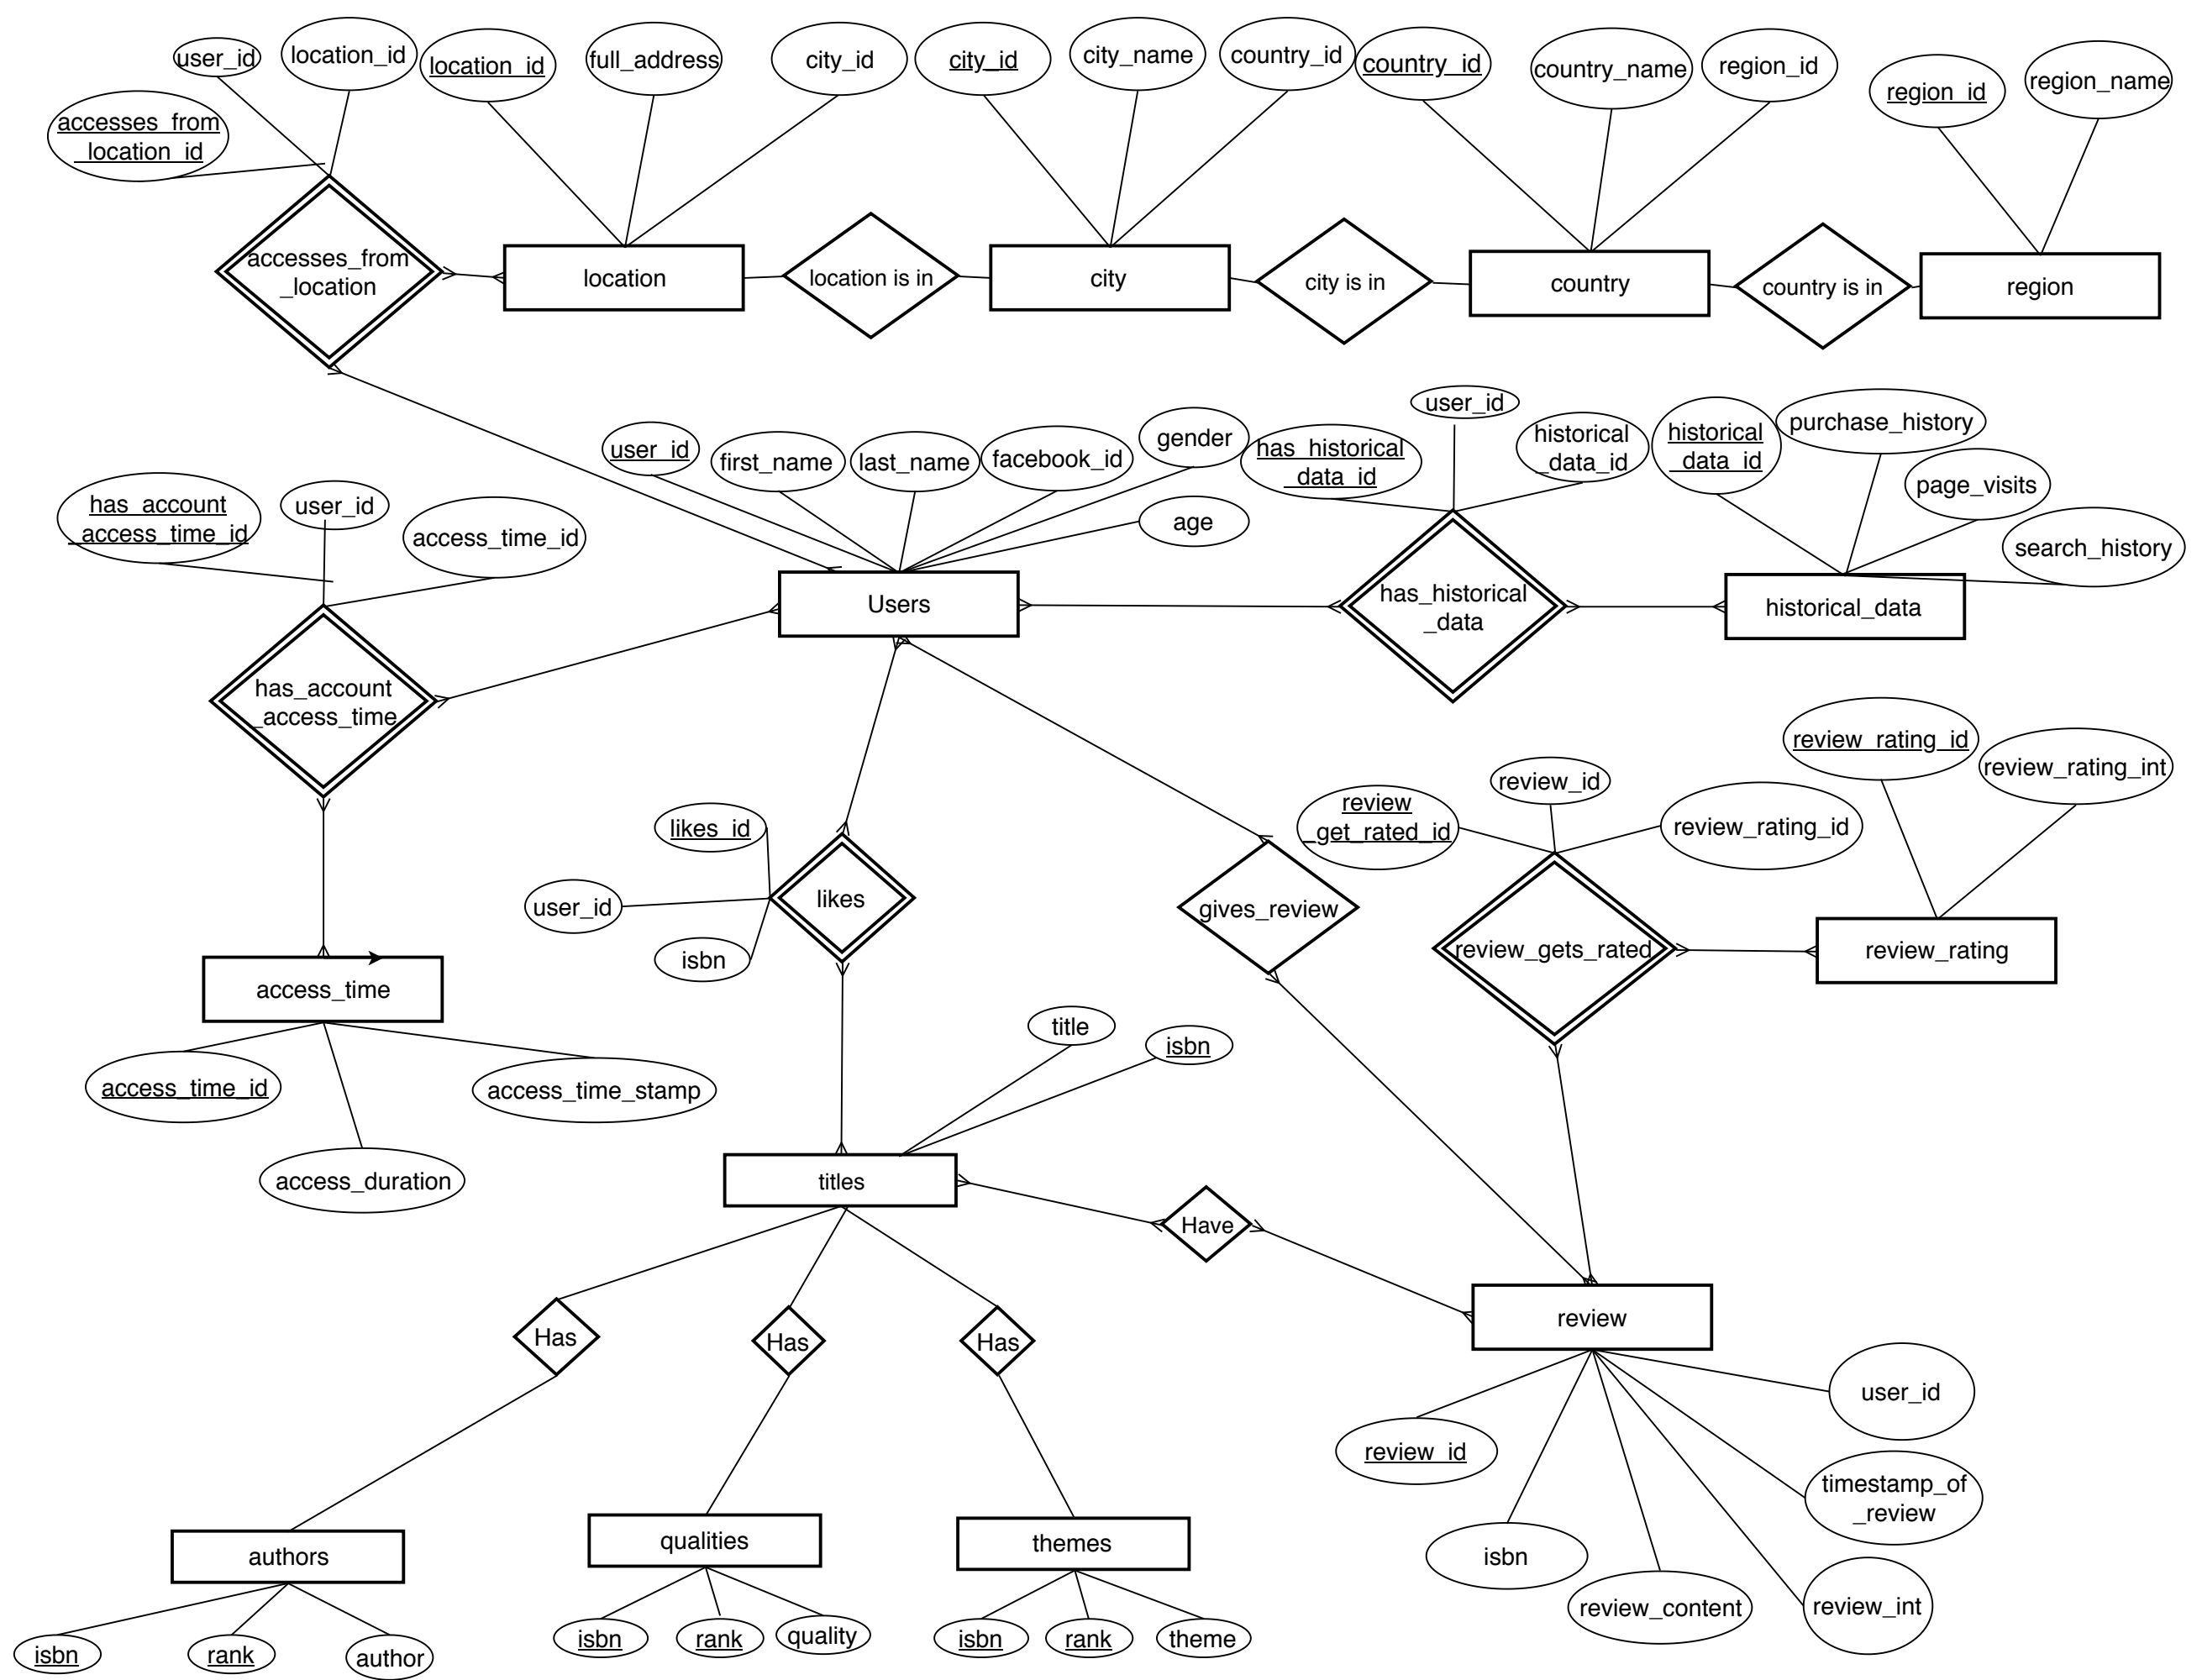 user_id
location_id
location_id
full_address
city_id
city_id
city_name
country_id
country_id
country_name
region_id
region_id
region_name
accesses_from
_location_id
accesses_from
_location
location
location is in
city
city is in
country
country is in
region
user_id
first_name
last_name
facebook_id
gender
age
has_historical
_data_id
user_id
historical
_data_id
historical
_data_id
purchase_history
page_visits
search_history
has_account
_access_time_id
user_id
access_time_id
Users
has_historical
_data
historical_data
has_account
_access_time
likes_id
user_id
isbn
likes
gives_review
review
_get_rated_id
review_id
review_rating_id
review_rating_id
review_rating_int
review_gets_rated
review_rating
access_time
access_time_id
access_time_stamp
access_duration
title
isbn
titles
Have
Has
Has
Has
review
user_id
review_id
timestamp_of
_review
isbn
review_content
review_int
authors
qualities
themes
isbn
rank
author
isbn
rank
quality
isbn
rank
theme